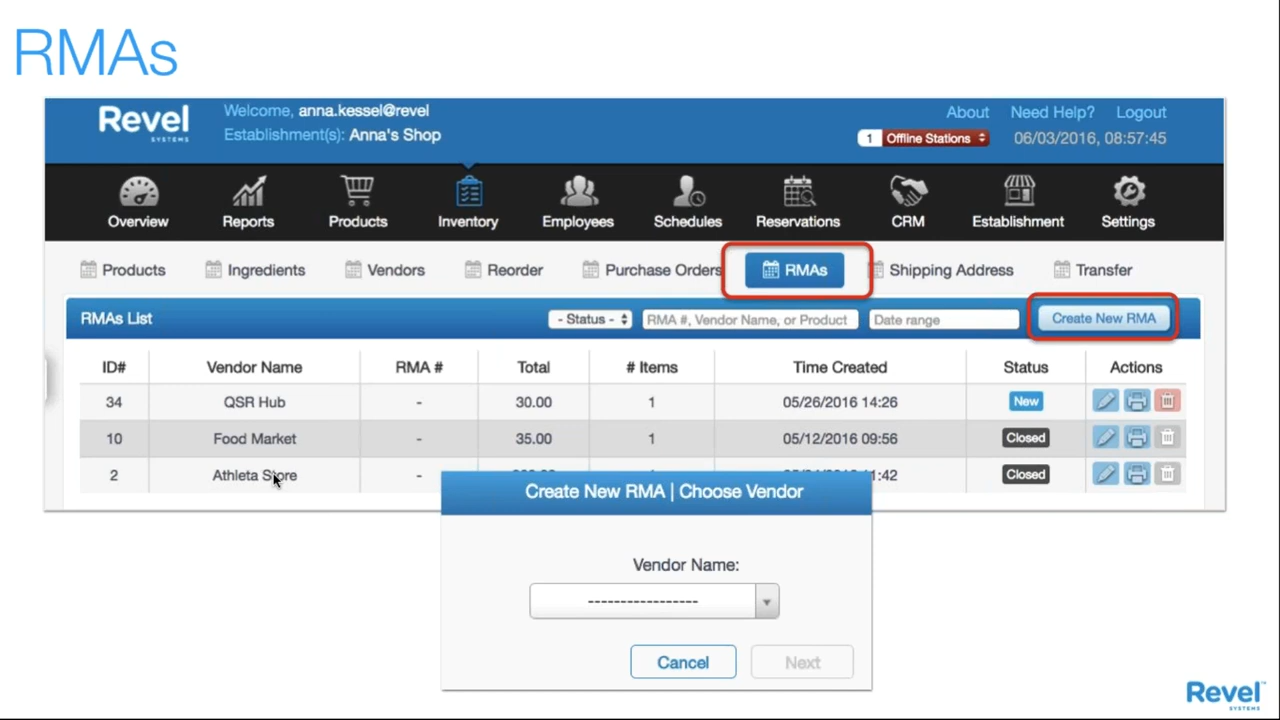 RMAs
Revel
SYSTEMS
Welcome, anna.kessel@revel
Establishment(s): Anna's Shop
About Need Help? Logout
1 Offline Stations 06/03/2016, 08:57:45
Overview Reports Products Inventory Employees Schedules Reservations CRM Establishment Settings
Products Ingredients Vendors Reorder Purchase Orders RMAs Shipping Address Transfer
RMAs List - Status - RMA #, Vendor Name, or Product Date range Create New RMA
ID# Vendor Name RMA # Total # Items Time Created Status Actions
34 QSR Hub - 30.00 1 05/26/2016 14:26 New
10 Food Market - 35.00 1 05/12/2016 09:56 Closed
2 Athleta Store - :42 Closed
Create New RMA | Choose Vendor
Vendor Name:
-----------------
Cancel Next
Revel™
SYSTEMS